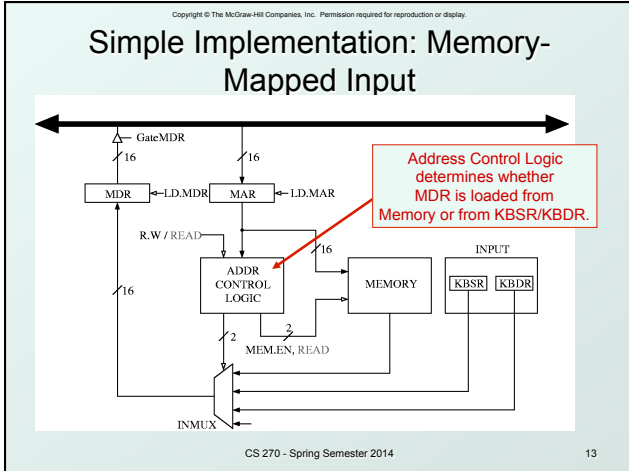 Copyright © The McGraw-Hill Companies, Inc. Permission required for reproduction or display.
Simple Implementation: Memory-
Mapped Input
GateMDR
16
16
MDR
LD.MDR
MAR
LD.MAR
Address Control Logic
determines whether
MDR is loaded from
Memory or from KBSR/KBDR.
R.W / READ
16
INPUT
ADDR
CONTROL
LOGIC
MEMORY
KBSR
KBDR
16
2
2
MEM.EN, READ
INMUX
CS 270 - Spring Semester 2014
13